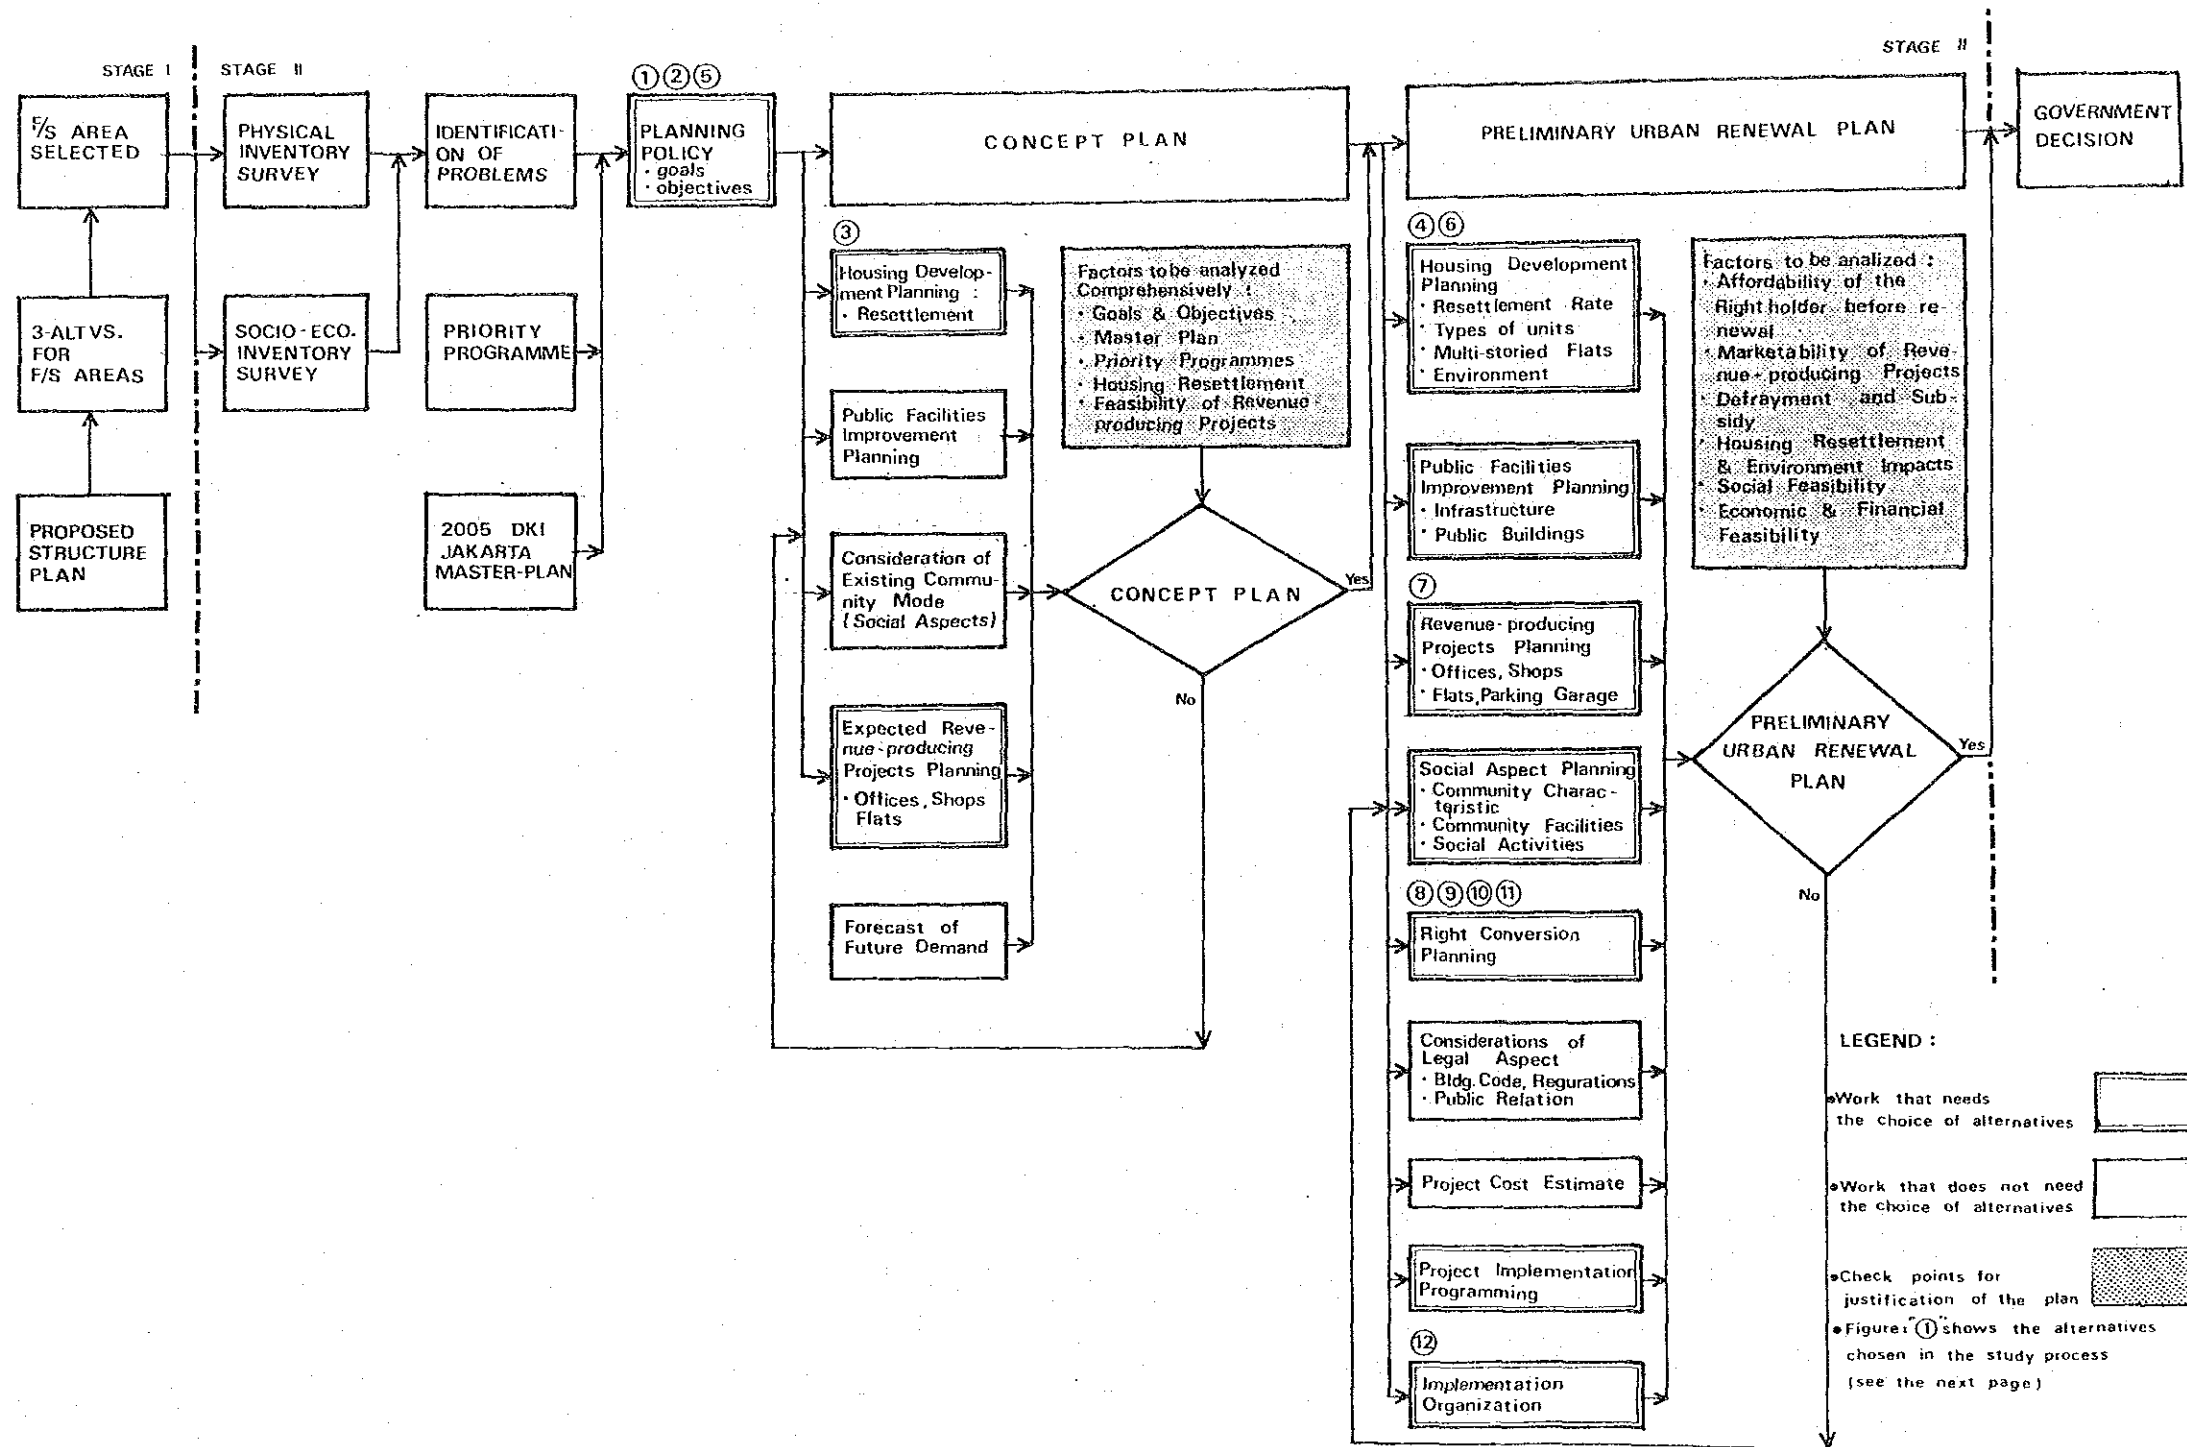 STAGE I
STAGE II
F/S AREA
SELECTED
3-ALTVS.
FOR
F/S AREAS
PROPOSED
STRUCTURE
PLAN
PHYSICAL
INVENTORY
SURVEY
SOCIO-ECO.
INVENTORY
SURVEY
IDENTIFICATI-
ON OF
PROBLEMS
PRIORITY
PROGRAMME
2005 DKI
JAKARTA
MASTER-PLAN
① ② ⑤
PLANNING
POLICY
· goals
· objectives
CONCEPT PLAN
③
Housing Develop-
ment Planning :
· Resettlement
Public Facilities
Improvement
Planning
Consideration of
Existing Commu-
nity Mode
(Social Aspects)
Expected Reve-
nue-producing
Projects Planning
· Offices, Shops
Flats
Forecast of
Future Demand
Factors to be analyzed
Comprehensively :
· Goals & Objectives
· Master Plan
· Priority Programmes
· Housing Resettlement
· Feasibility of Revenue-
producing Projects
CONCEPT PLAN
Yes
No
PRELIMINARY URBAN RENEWAL PLAN
④ ⑥
Housing Development
Planning
· Resettlement Rate
· Types of units
· Multi-storied Flats
· Environment
Public Facilities
Improvement Planning
· Infrastructure
· Public Buildings
⑦
Revenue-producing
Projects Planning
· Offices, Shops
· Flats, Parking Garage
Social Aspect Planning
· Community Charac-
teristic
· Community Facilities
· Social Activities
⑧ ⑨ ⑩ ⑪
Right Conversion
Planning
Considerations of
Legal Aspect
· Bldg. Code, Regurations
· Public Relation
Project Cost Estimate
Project Implementation
Programming
⑫
Implementation
Organization
Factors to be analized :
· Affordability of the
Right holder before re-
newal
· Marketability of Reve-
nue-producing Projects
· Defrayment and Sub-
sidy
· Housing Resettlement
& Environment Impacts
· Social Feasibility
· Economic & Financial
Feasibility
PRELIMINARY
URBAN RENEWAL
PLAN
Yes
No
STAGE II
GOVERNMENT
DECISION
LEGEND :
•Work that needs
the choice of alternatives
•Work that does not need
the choice of alternatives
•Check points for
justification of the plan
•Figure: "①" shows the alternatives
chosen in the study process
(see the next page)